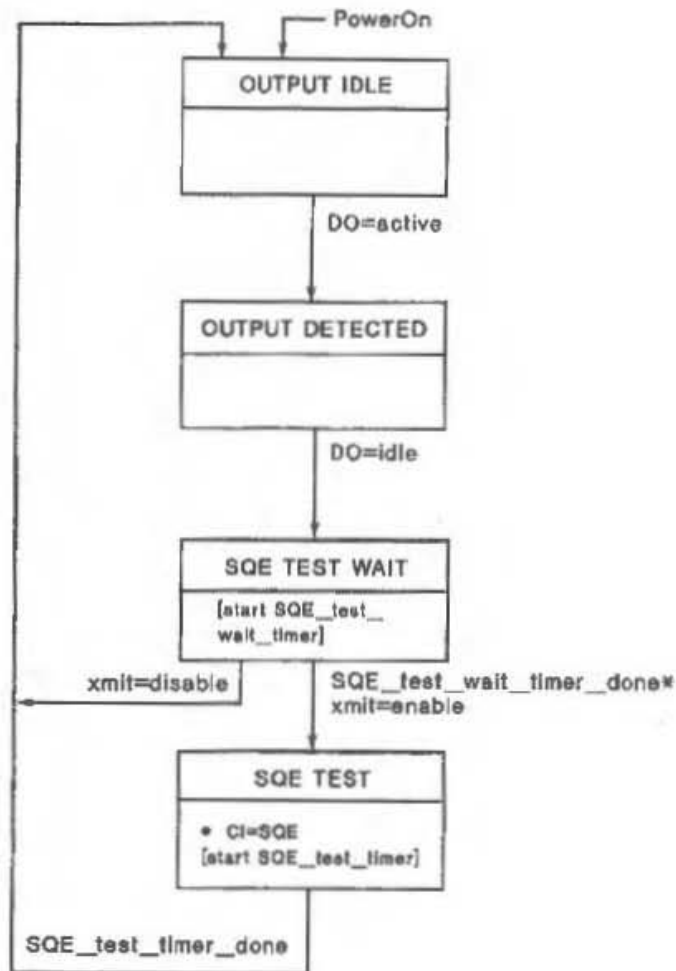 PowerOn
OUTPUT IDLE
DO=active
OUTPUT DETECTED
DO=idle
SQE TEST WAIT
[start SQE_test_
wait_timer]
xmit=disable
SQE_test_wait_timer_done*
xmit=enable
SQE TEST
• CI=SQE
[start SQE_test_timer]
SQE_test_timer_done